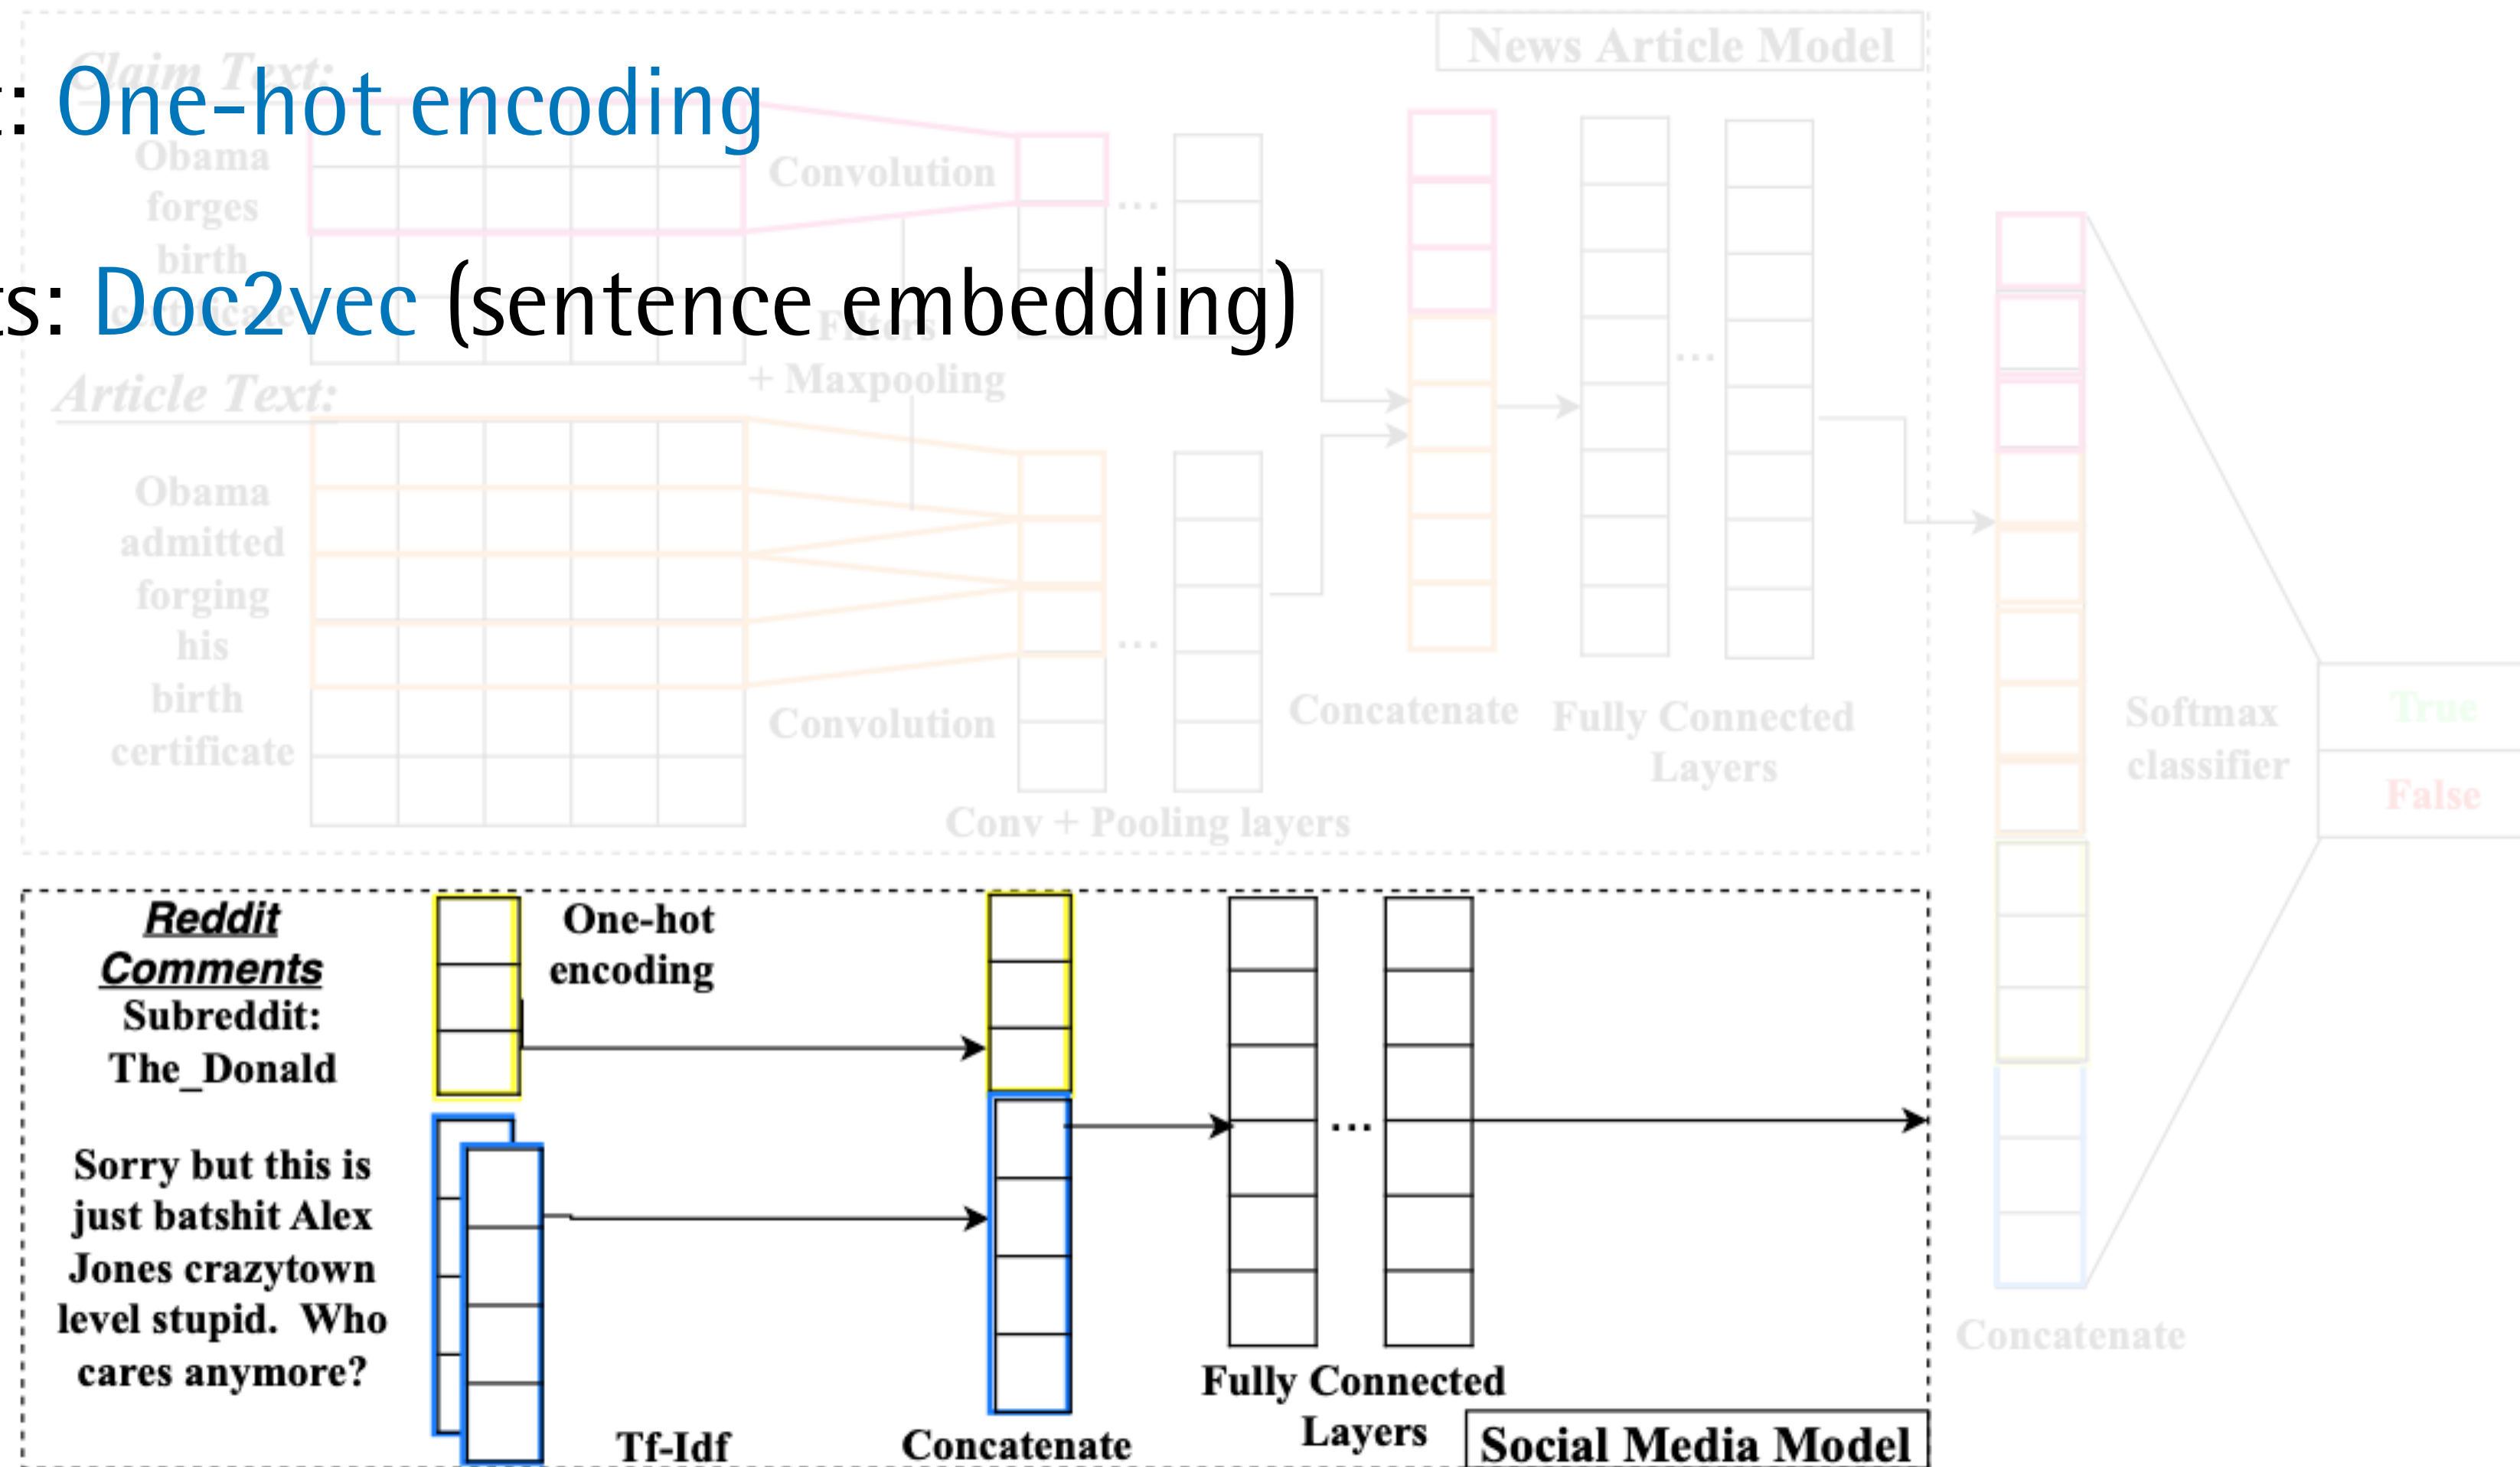 t: One-hot encoding
ts: Doc2vec (sentence embedding)
News Article Model
Claim Text:
Obama
forges
birth
certificate
Convolution
...
Filters
+ Maxpooling
Article Text:
Obama
admitted
forging
his
birth
certificate
Convolution
...
Conv + Pooling layers
Concatenate
...
Fully Connected
Layers
Softmax
classifier
True
False
Reddit
Comments
Subreddit:
The_Donald
One-hot
encoding
Sorry but this is
just batshit Alex
Jones crazytown
level stupid.  Who
cares anymore?
Tf-Idf
Concatenate
...
Fully Connected
Layers
Social Media Model
Concatenate